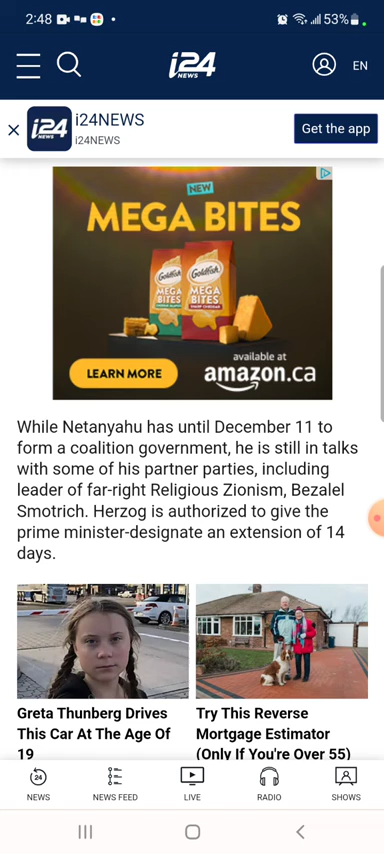 2:48
53%
i24
NEWS
EN
i24
NEWS
i24NEWS
i24NEWS
Get the app
NEW
MEGA BITES
Goldfish
MEGA
BITES
Goldfish
MEGA
BITES
LEARN MORE
available at
amazon.ca
While Netanyahu has until December 11 to
form a coalition government, he is still in talks
with some of his partner parties, including
leader of far-right Religious Zionism, Bezalel
Smotrich. Herzog is authorized to give the
prime minister-designate an extension of 14
days.
Greta Thunberg Drives
This Car At The Age Of
19
Try This Reverse
Mortgage Estimator
(Only If You're Over 55)
24
NEWS
NEWS FEED
LIVE
RADIO
SHOWS